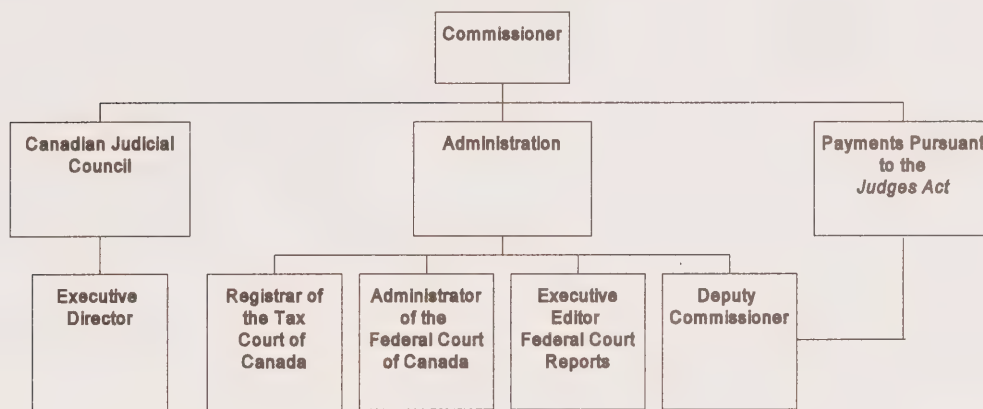 Commissioner
Canadian Judicial
Council
Administration
Payments Pursuant
to the
Judges Act
Executive
Director
Registrar of
the Tax
Court of
Canada
Administrator
of the
Federal Court
of Canada
Executive
Editor
Federal Court
Reports
Deputy
Commissioner